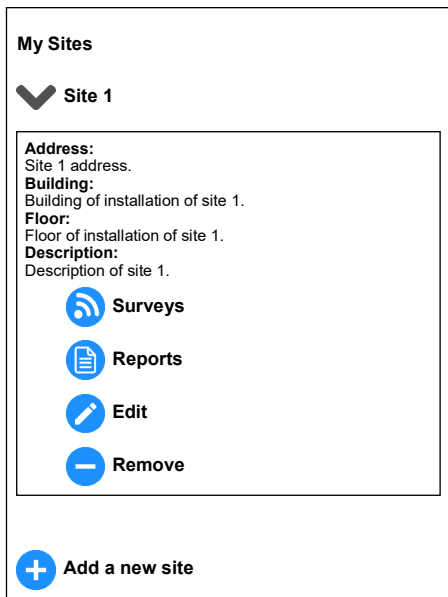 My Sites
Site 1
Address:
Site 1 address.
Building:
Building of installation of site 1.
Floor:
Floor of installation of site 1.
Description:
Description of site 1.
Surveys
Reports
Edit
Remove
Add a new site